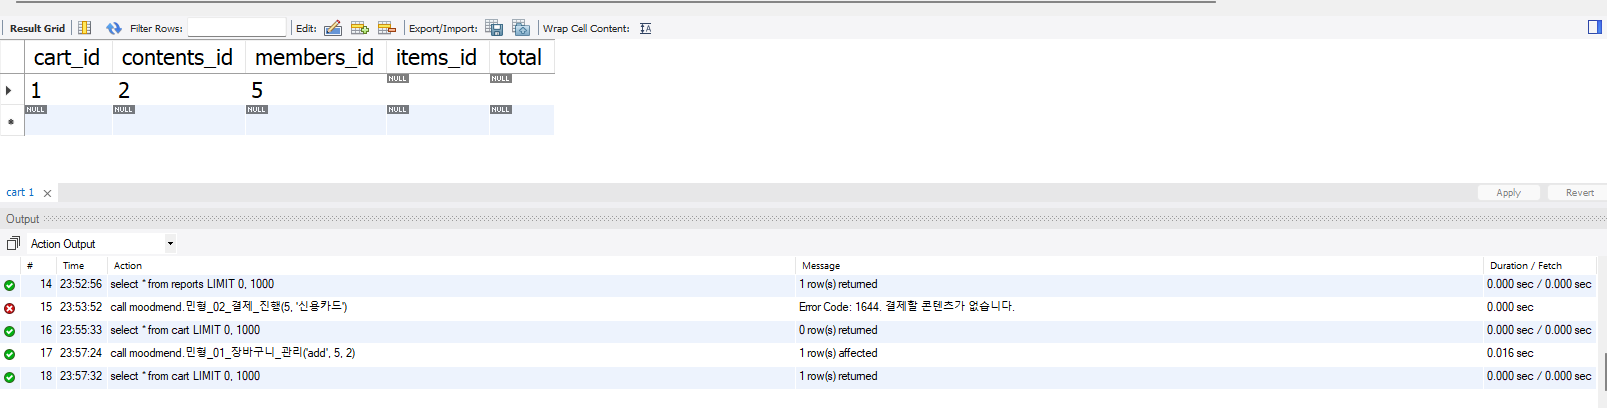 Result Grid Filter Rows: Edit: Export/Import: Wrap Cell Content:
cart_id contents_id members_id items_id total
1 2 5 NULL NULL
NULL NULL NULL NULL NULL
cart 1 Apply Revert
Output
Action Output
# Time Action Message Duration / Fetch
14 23:52:56 select * from reports LIMIT 0, 1000 1 row(s) returned 0.000 sec / 0.000 sec
15 23:53:52 call moodmend.민형_02_결제_진행(5, '신용카드') Error Code: 1644. 결제할 콘텐츠가 없습니다. 0.000 sec
16 23:55:33 select * from cart LIMIT 0, 1000 0 row(s) returned 0.000 sec / 0.000 sec
17 23:57:24 call moodmend.민형_01_장바구니_관리('add', 5, 2) 1 row(s) affected 0.016 sec
18 23:57:32 select * from cart LIMIT 0, 1000 1 row(s) returned 0.000 sec / 0.000 sec